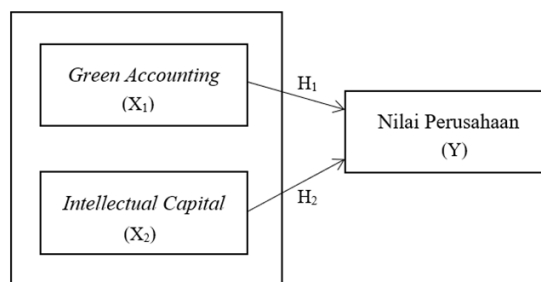 Green Accounting
(X₁)
H₁
Nilai Perusahaan
(Y)
Intellectual Capital
(X₂)
H₂